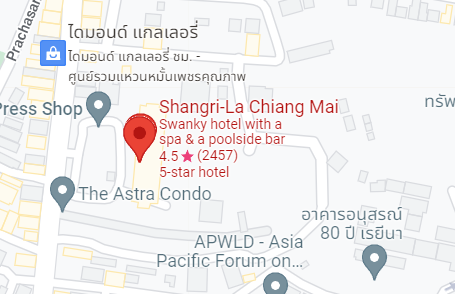 Prachasan
ไดมอนด์ แกลเลอรี่
ไดมอนด์ แกลเลอรี่ ชม. -
ศูนย์รวมแหวนหมั้นเพชรคุณภาพ
Press Shop
Shangri-La Chiang Mai
Swanky hotel with a
spa & a poolside bar
4.5★ (2457)
5-star hotel
ทรัพ
The Astra Condo
อาคารอนุสรณ์
80 ปี เรยีนา
APWLD - Asia
Pacific Forum on...